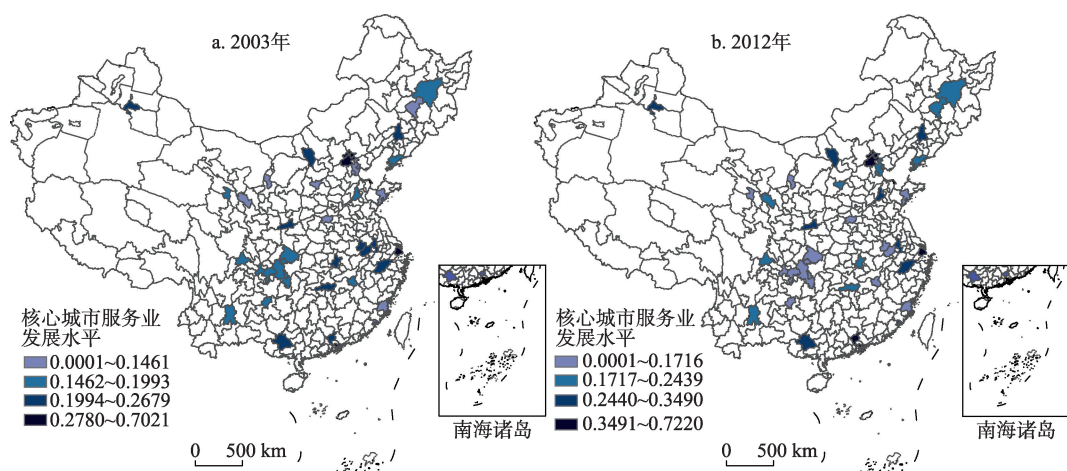 a. 2003年
核心城市服务业
发展水平
0.0001~0.1461
0.1462~0.1993
0.1994~0.2679
0.2780~0.7021
0 500 km
南海诸岛
b. 2012年
核心城市服务业
发展水平
0.0001~0.1716
0.1717~0.2439
0.2440~0.3490
0.3491~0.7220
0 500 km
南海诸岛